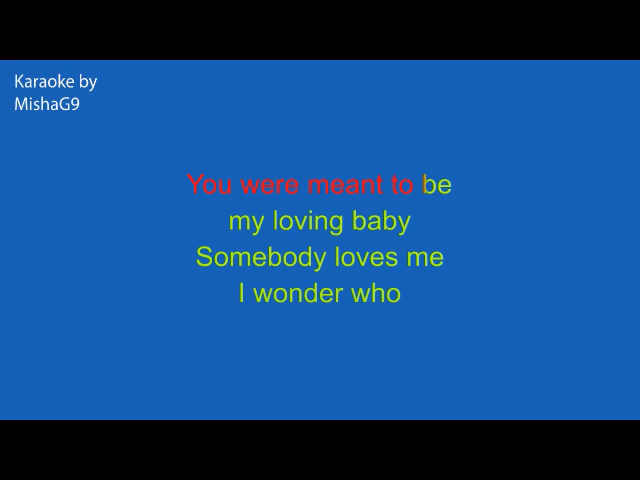 Karaoke by
MishaG9
You were meant to be
my loving baby
Somebody loves me
I wonder who